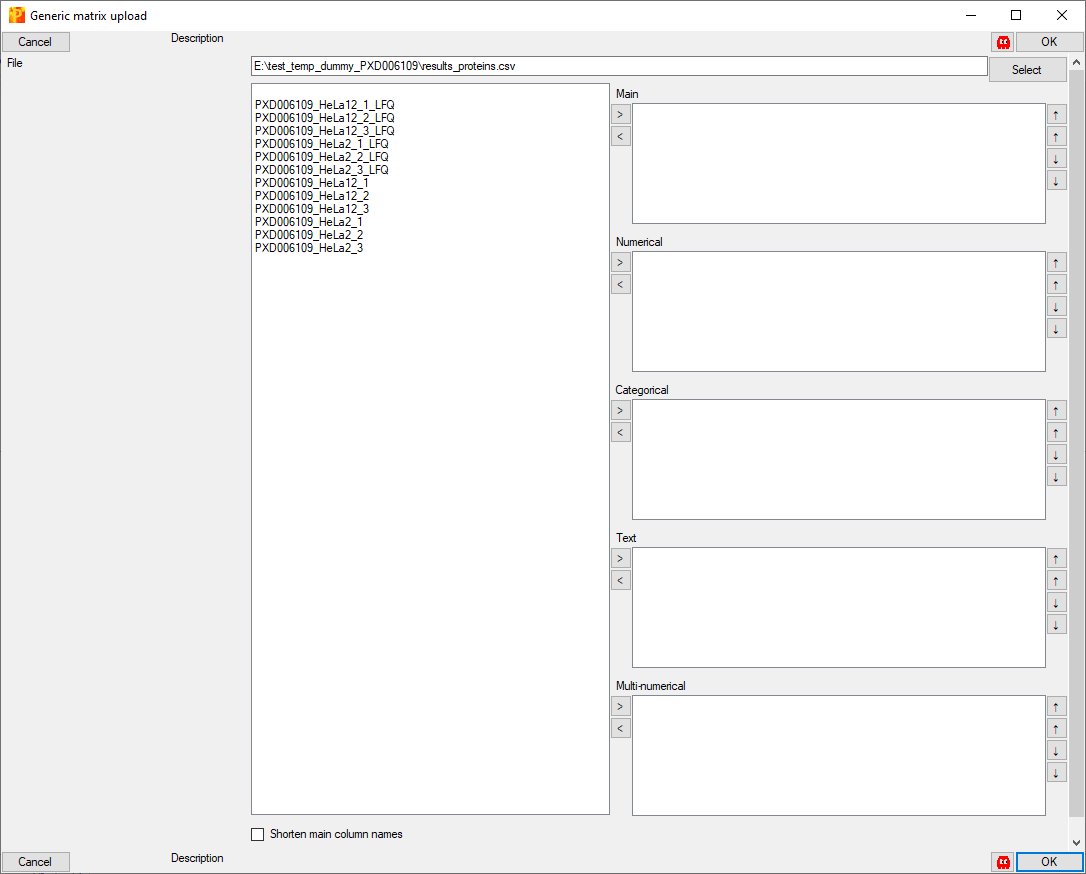 Generic matrix upload
Cancel
Description
OK
File
E:\test_temp_dummy_PXD006109\results_proteins.csv
Select
PXD006109_HeLa12_1_LFQ
PXD006109_HeLa12_2_LFQ
PXD006109_HeLa12_3_LFQ
PXD006109_HeLa2_1_LFQ
PXD006109_HeLa2_2_LFQ
PXD006109_HeLa2_3_LFQ
PXD006109_HeLa12_1
PXD006109_HeLa12_2
PXD006109_HeLa12_3
PXD006109_HeLa2_1
PXD006109_HeLa2_2
PXD006109_HeLa2_3
Main
>
<
↑
↑
↓
↓
Numerical
>
<
↑
↑
↓
↓
Categorical
>
<
↑
↑
↓
↓
Text
>
<
↑
↑
↓
↓
Multi-numerical
>
<
↑
↑
↓
↓
Shorten main column names
Cancel
Description
OK